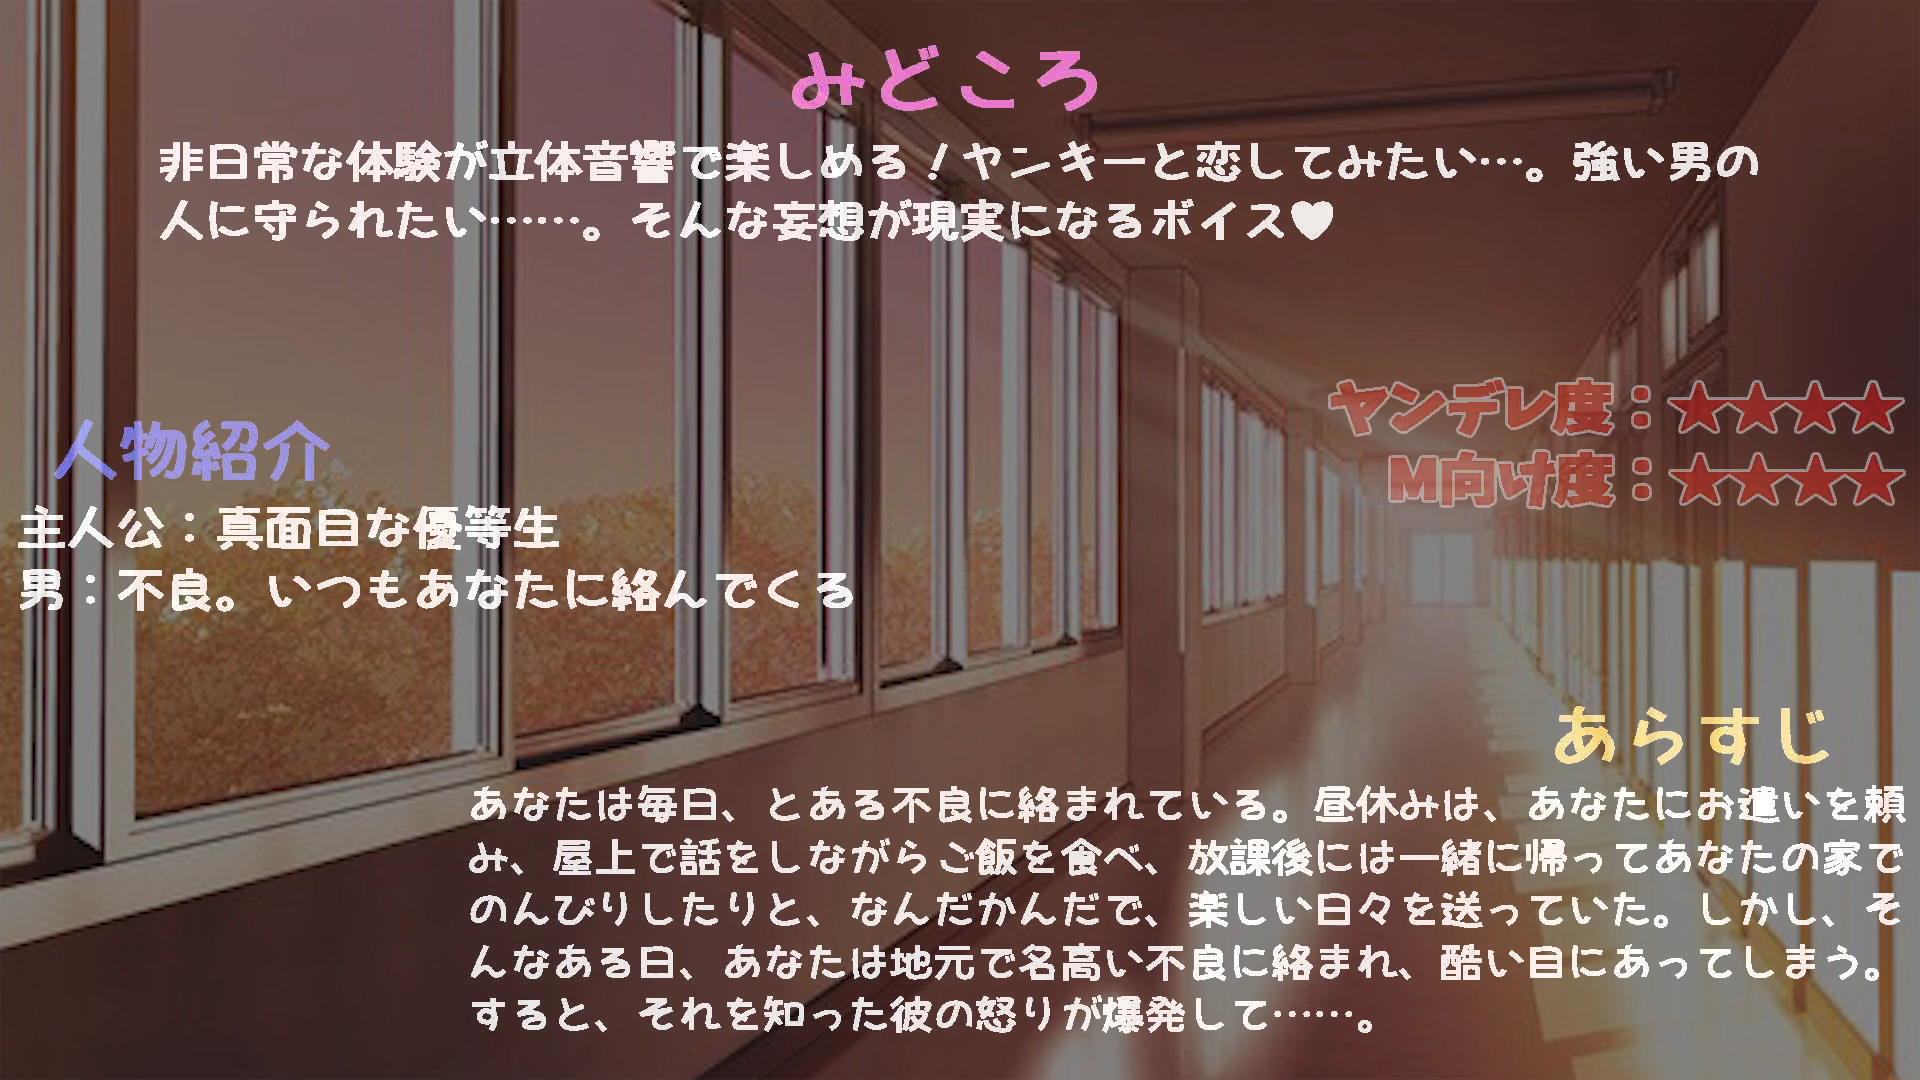 みどころ
非日常な体験が立体音響で楽しめる！ヤンキーと恋してみたい…。強い男の
人に守られたい……。そんな妄想が現実になるボイス♥
ヤンデレ度：★★★★
M向け度：★★★★
人物紹介
主人公：真面目な優等生
男：不良。いつもあなたに絡んでくる
あらすじ
あなたは毎日、とある不良に絡まれている。昼休みは、あなたにお遣いを頼
み、屋上で話をしながらご飯を食べ、放課後には一緒に帰ってあなたの家で
のんびりしたりと、なんだかんだで、楽しい日々を送っていた。しかし、そ
んなある日、あなたは地元で名高い不良に絡まれ、酷い目にあってしまう。
すると、それを知った彼の怒りが爆発して……。